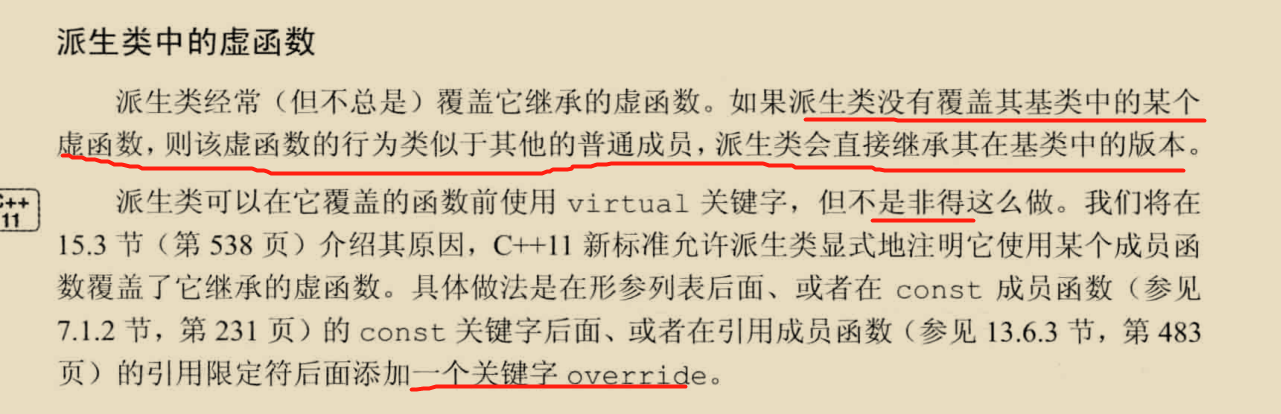 派生类中的虚函数
派生类经常（但不总是）覆盖它继承的虚函数。如果派生类没有覆盖其基类中的某个
虚函数，则该虚函数的行为类似于其他的普通成员，派生类会直接继承其在基类中的版本。
派生类可以在它覆盖的函数前使用 virtual 关键字，但不是非得这么做。我们将在
C++
11
15.3 节（第 538 页）介绍其原因，C++11 新标准允许派生类显式地注明它使用某个成员函
数覆盖了它继承的虚函数。具体做法是在形参列表后面、或者在 const 成员函数（参见
7.1.2 节，第 231 页）的 const 关键字后面、或者在引用成员函数（参见 13.6.3 节，第 483
页）的引用限定符后面添加一个关键字 override。